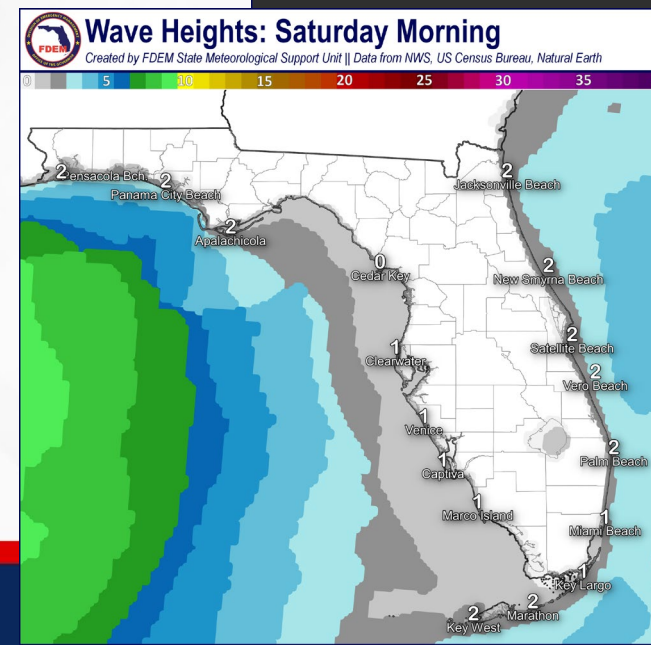 Wave Heights: Saturday Morning
FDEM
Created by FDEM State Meteorological Support Unit || Data from NWS, US Census Bureau, Natural Earth
0 5 10 15 20 25 30 35
2 Pensacola Bch.
2
Panama City Beach
2
Apalachicola
2
Jacksonville Beach
0
Cedar Key
2
New Smyrna Beach
1
Clearwater
2
Satellite Beach
2
Vero Beach
1
Venice
1
Captiva
2
Palm Beach
1
Marco Island
1
Miami Beach
1
Key Largo
2
Marathon
2
Key West